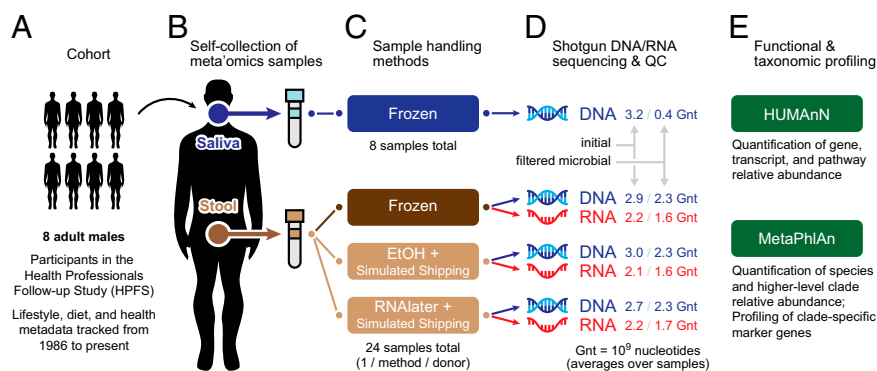 A
Cohort
8 adult males
Participants in the
Health Professionals
Follow-up Study (HPFS)
Lifestyle, diet, and health
metadata tracked from
1986 to present
B
Self-collection of
meta'omics samples
Saliva
Stool
C
Sample handling
methods
Frozen
8 samples total
Frozen
EtOH +
Simulated Shipping
RNAlater +
Simulated Shipping
24 samples total
(1 / method / donor)
D
Shotgun DNA/RNA
sequencing & QC
DNA 3.2 / 0.4 Gnt
initial
filtered microbial
DNA 2.9 / 2.3 Gnt
RNA 2.2 / 1.6 Gnt
DNA 3.0 / 2.3 Gnt
RNA 2.1 / 1.6 Gnt
DNA 2.7 / 2.3 Gnt
RNA 2.2 / 1.7 Gnt
Gnt = 10⁹ nucleotides
(averages over samples)
E
Functional &
taxonomic profiling
HUMAnN
Quantification of gene,
transcript, and pathway
relative abundance
MetaPhlAn
Quantification of species
and higher-level clade
relative abundance;
Profiling of clade-specific
marker genes